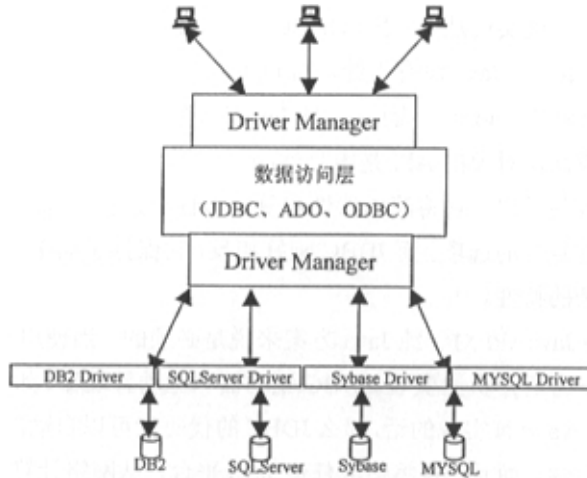 Driver Manager
数据访问层
（JDBC、ADO、ODBC）
Driver Manager
DB2 Driver
SQLServer Driver
Sybase Driver
MYSQL Driver
DB2
SQLServer
Sybase
MYSQL